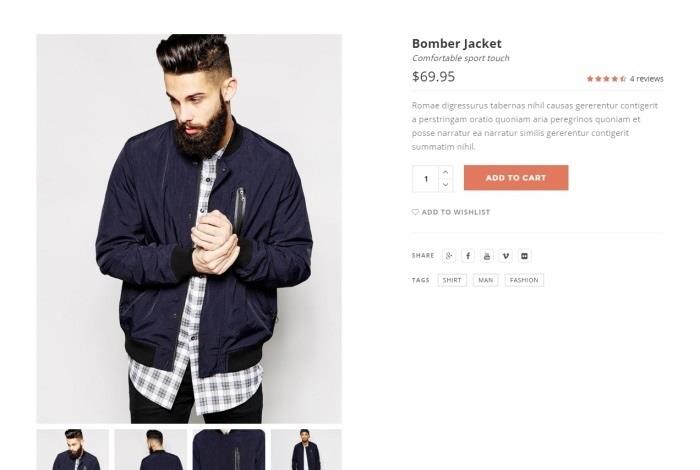 Bomber Jacket
Comfortable sport touch
$69.95
4 reviews
Romae digressurus tabernas nihil causas gererentur contigerit
a perstringam oratio quoniam aria peregrinos quoniam et
posse narratur ea narratur similis gererentur contigerit
summatim nihil.
1
ADD TO CART
ADD TO WISHLIST
SHARE
TAGS SHIRT MAN FASHION